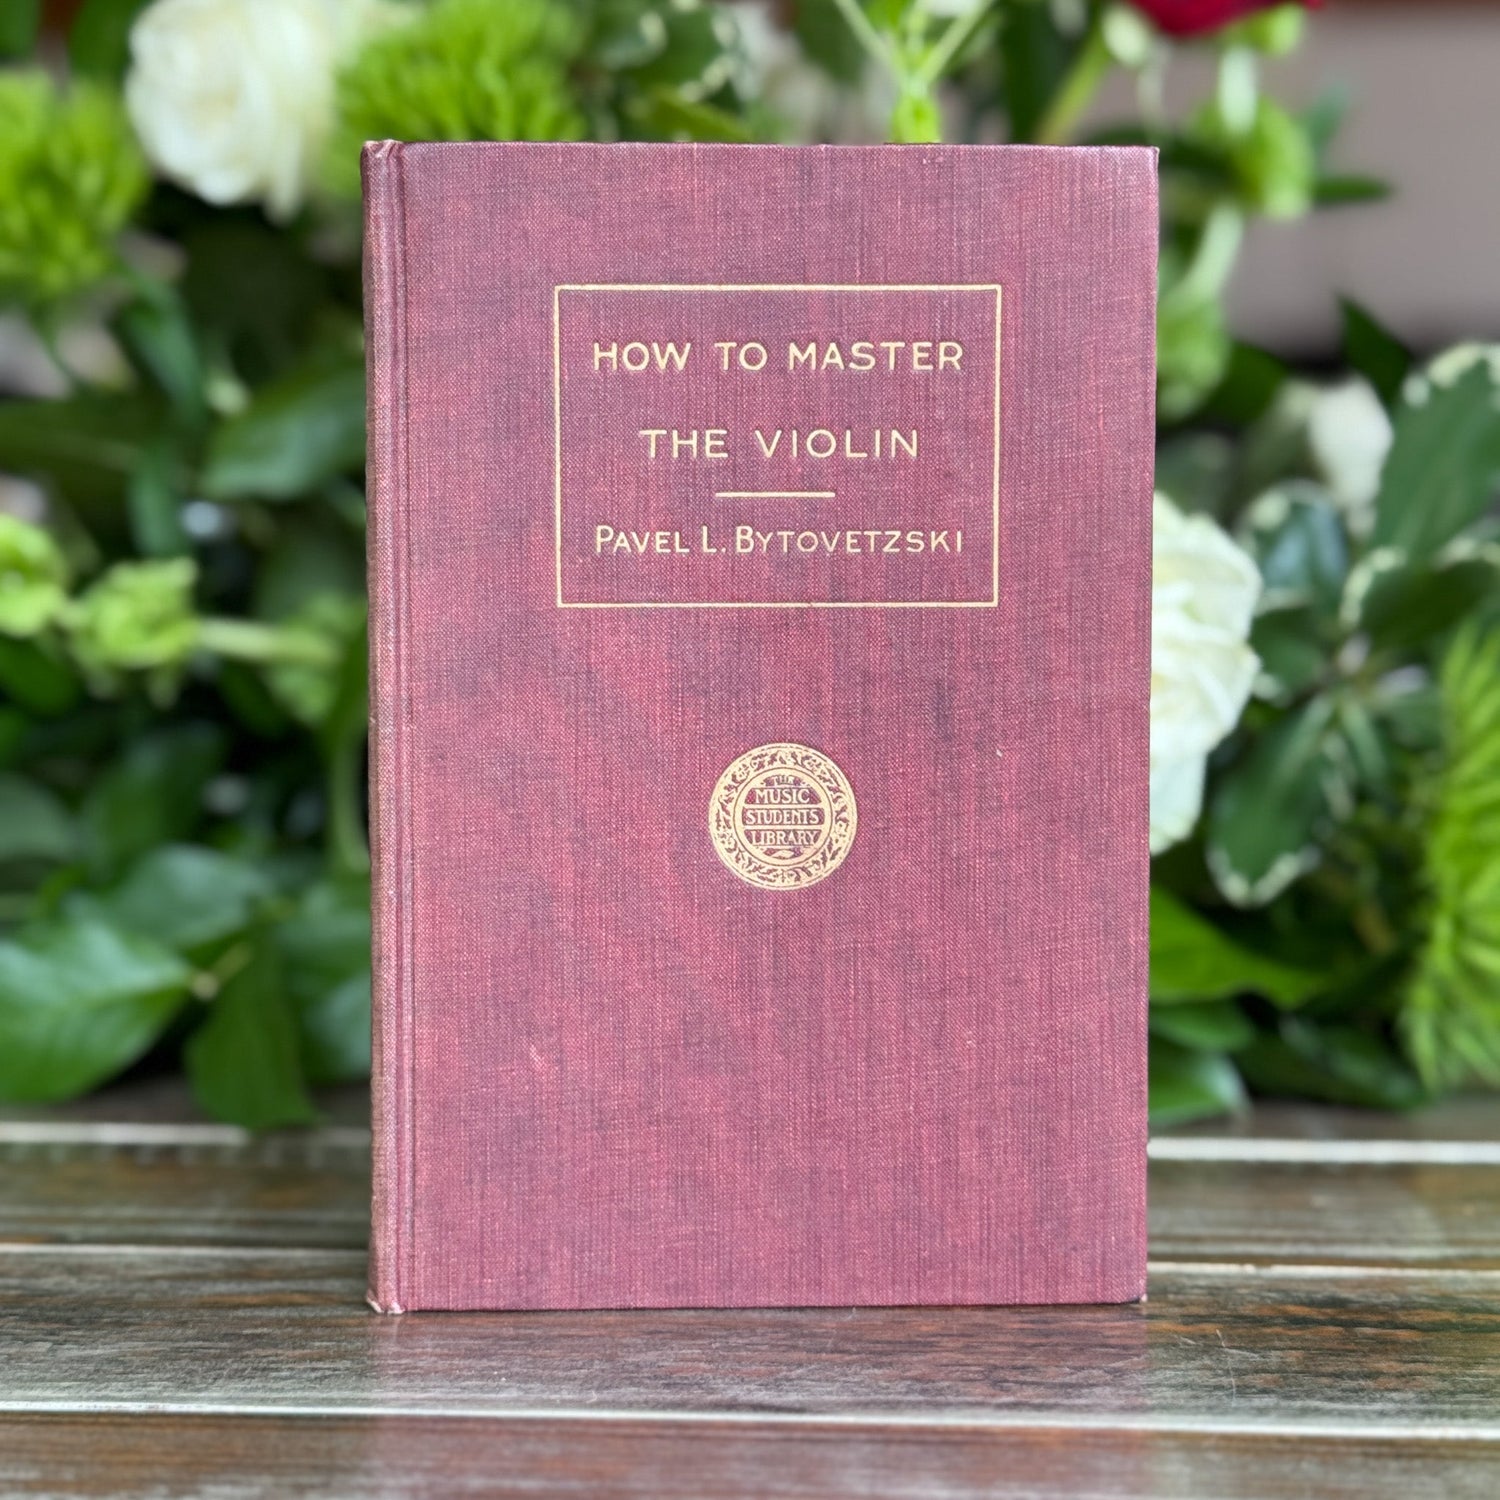 HOW TO MASTER
THE VIOLIN
PAVEL L. BYTOVETZSKI
THE
MUSIC
STUDENTS
LIBRARY